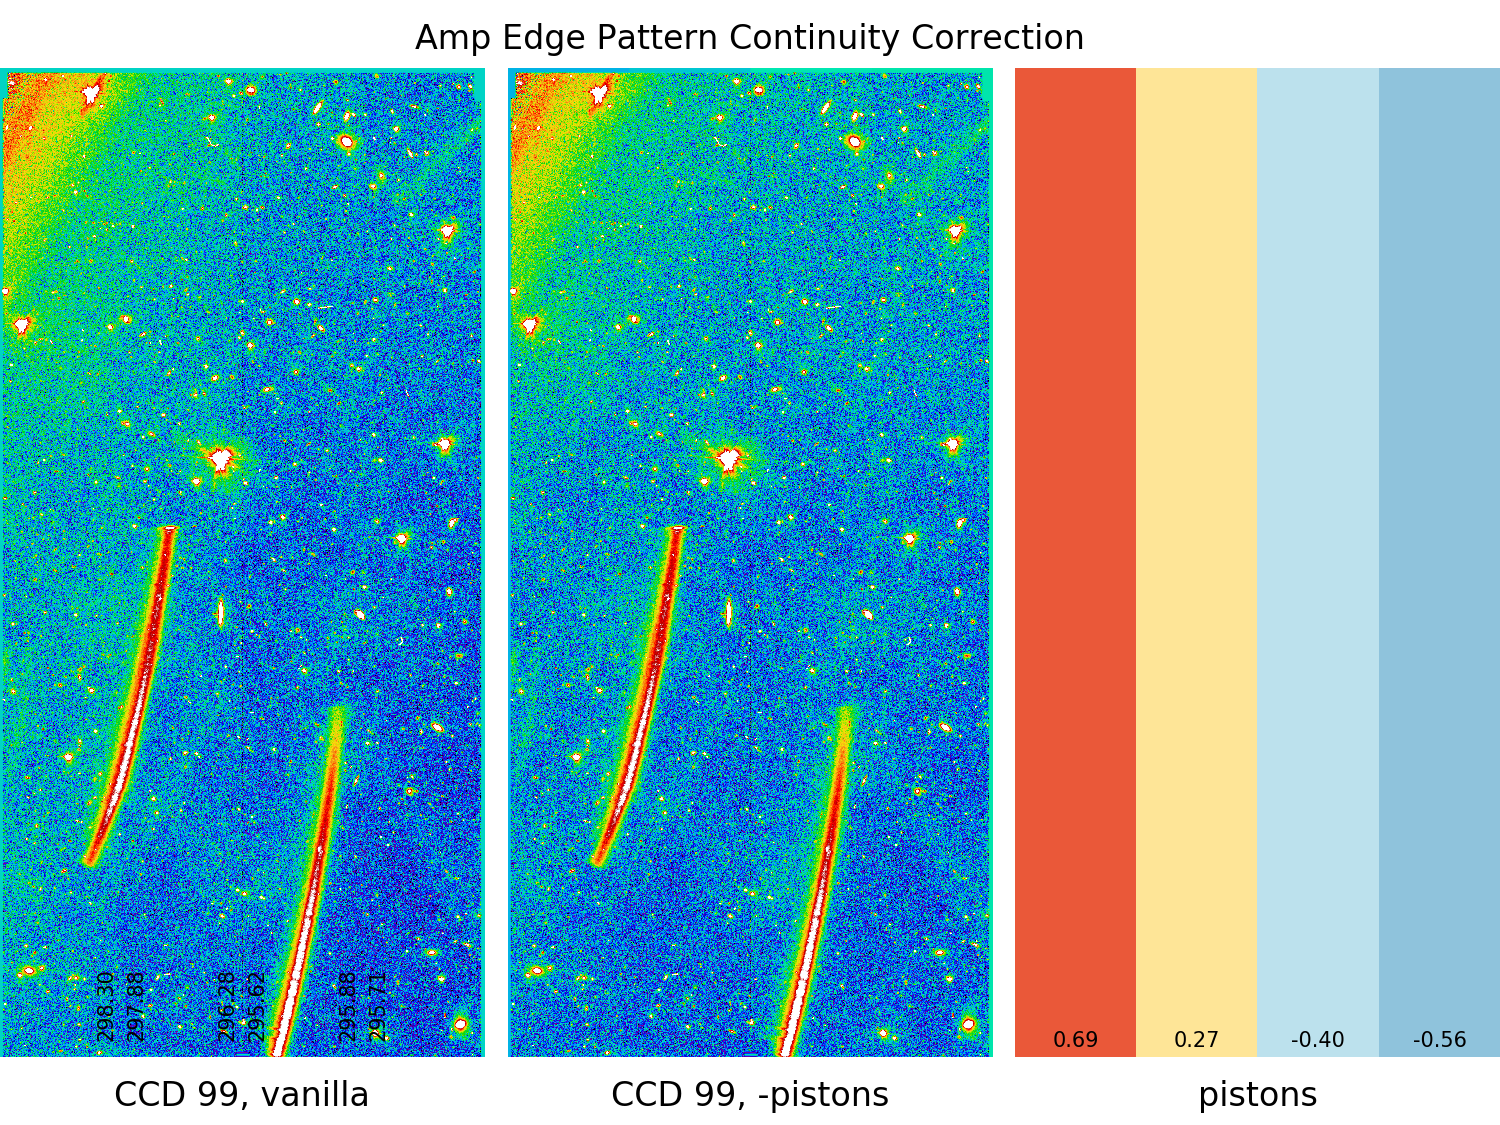 Amp Edge Pattern Continuity Correction
298.30
297.88
296.28
295.62
295.88
295.71
0.69
0.27
-0.40
-0.56
CCD 99, vanilla
CCD 99, -pistons
pistons